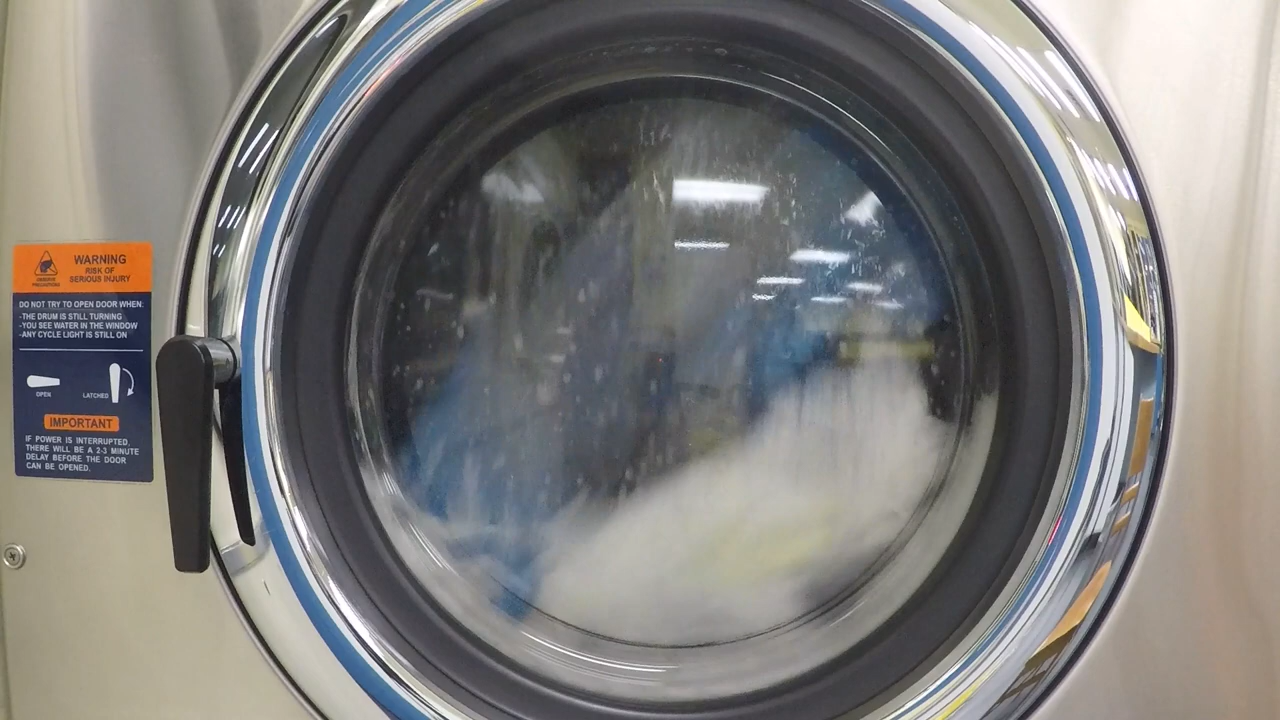 WARNING
RISK OF
SERIOUS INJURY
DO NOT TRY TO OPEN DOOR WHEN:
-THE DRUM IS STILL TURNING
-YOU SEE WATER IN THE WINDOW
-ANY CYCLE LIGHT IS STILL ON
OPEN
LATCHED
IMPORTANT
IF POWER IS INTERRUPTED,
THERE WILL BE A 2-3 MINUTE
DELAY BEFORE THE DOOR
CAN BE OPENED.